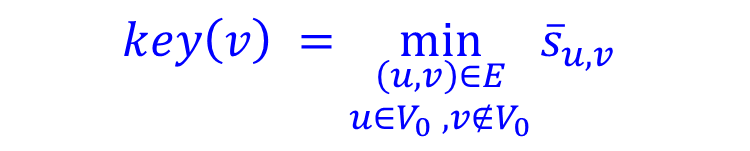 key(v) = min s̄u,v
(u,v)∈E
u∈V0 ,v∉V0